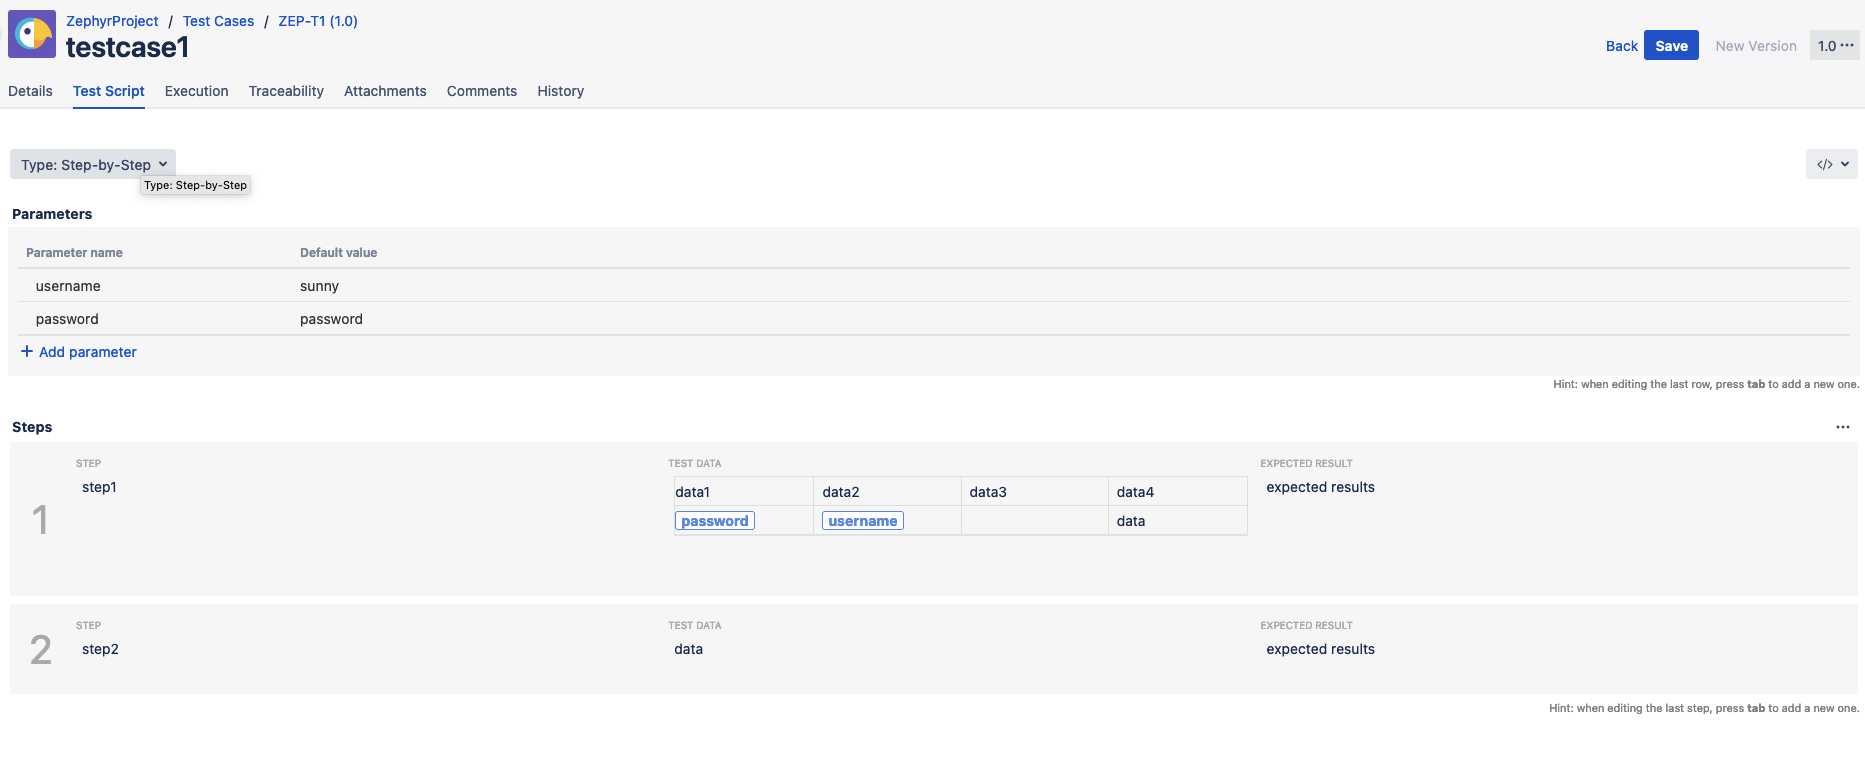 ZephyrProject / Test Cases / ZEP-T1 (1.0)
testcase1
Back Save New Version 1.0 ···
Details Test Script Execution Traceability Attachments Comments History
Type: Step-by-Step
</>
Type: Step-by-Step
Parameters
Parameter name Default value
username sunny
password password
+ Add parameter
Hint: when editing the last row, press tab to add a new one.
Steps ···
STEP TEST DATA EXPECTED RESULT
1
step1
data1 data2 data3 data4
password username data
expected results
STEP TEST DATA EXPECTED RESULT
2
step2 data expected results
Hint: when editing the last step, press tab to add a new one.